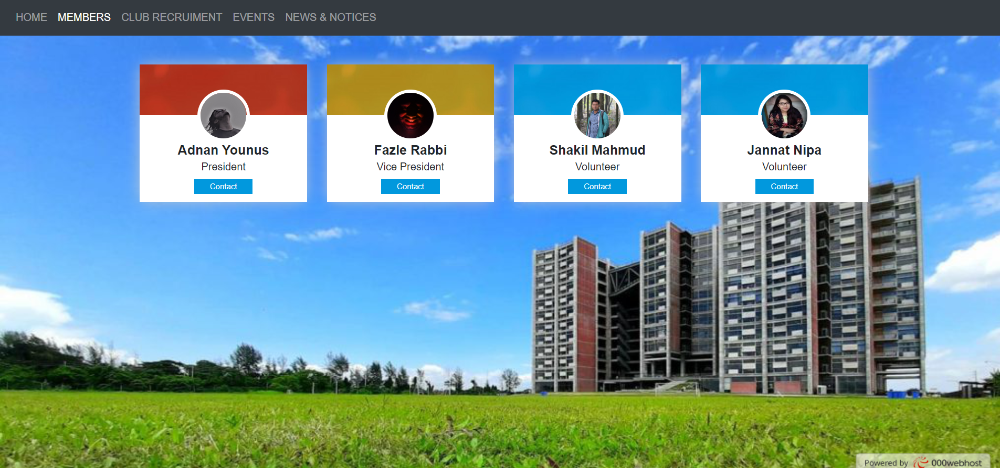 HOME MEMBERS CLUB RECRUIMENT EVENTS NEWS & NOTICES
Adnan Younus
President
Contact
Fazle Rabbi
Vice President
Contact
Shakil Mahmud
Volunteer
Contact
Jannat Nipa
Volunteer
Contact
Powered by 000webhost